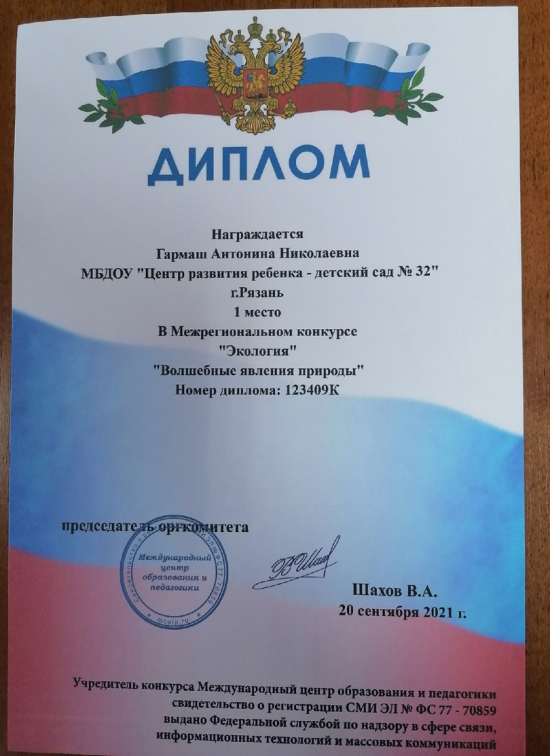 ДИПЛОМ
Награждается
Гармаш Антонина Николаевна
МБДОУ "Центр развития ребенка - детский сад № 32"
г.Рязань
1 место
В Межрегиональном конкурсе
"Экология"
"Волшебные явления природы"
Номер диплома: 123409К
председатель оргкомитета
Международный
центр
образования и
педагогики
Шахов В.А.
20 сентября 2021 г.
Учредитель конкурса Международный центр образования и педагогики
свидетельство о регистрации СМИ ЭЛ № ФС 77 - 70859
выдано Федеральной службой по надзору в сфере связи,
информационных технологий и массовых коммуникаций